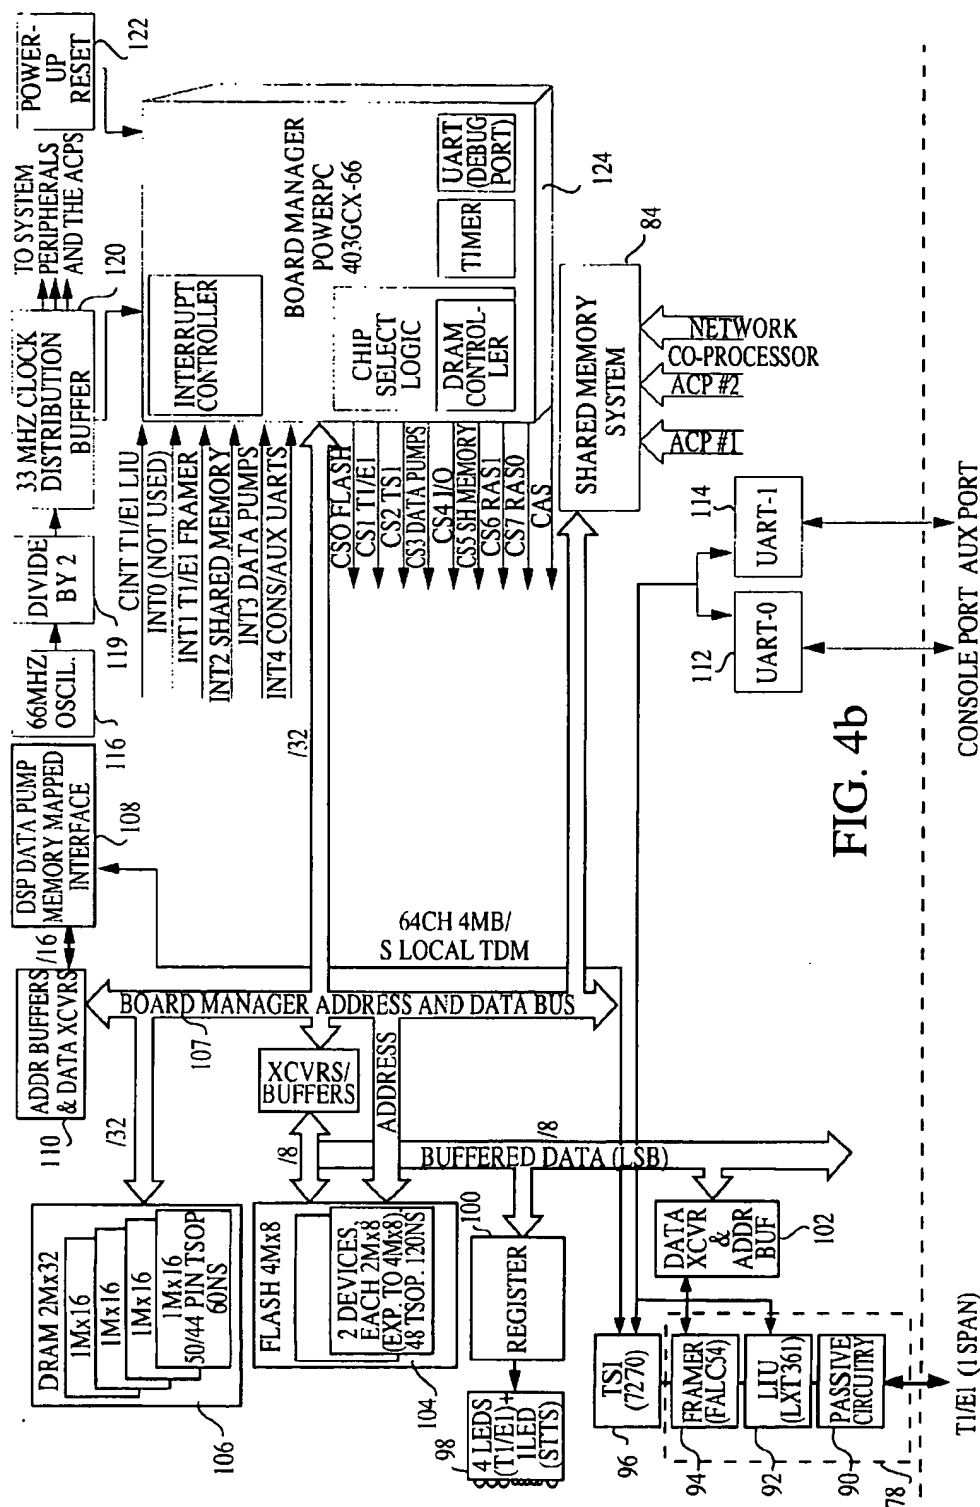 DRAM 2Mx32
1Mx16
1Mx16
1Mx16
1Mx16
50/44 PIN TSOP
60NS
106
/32
ADDR BUFFERS
& DATA XCVRS
110
/16
DSP DATA PUMP
MEMORY MAPPED
INTERFACE
108
66MHZ
OSCIL.
116
DIVIDE
BY 2
119
33 MHZ CLOCK
DISTRIBUTION
BUFFER
120
TO SYSTEM
PERIPHERALS
AND THE ACPS
POWER-
UP
RESET
122
FLASH 4Mx8
2 DEVICES,
EACH 2Mx8
(EXP. TO 4Mx8).
48 TSOP. 120NS
104
/8
XCVRS/
BUFFERS
ADDRESS
BOARD MANAGER ADDRESS AND DATA BUS
107
64CH 4MB/
S LOCAL TDM
/32
CINT T1/E1 LIU
INT0 (NOT USED)
INT1 T1/E1 FRAMER
INT2 SHARED MEMORY
INT3 DATA PUMPS
INT4 CONS/AUX UARTS
INTERRUPT
CONTROLLER
BOARD MANAGER
POWERPC
403GCX-66
CHIP
SELECT
LOGIC
DRAM
CONTROL-
LER
TIMER
UART
(DEBUG
PORT)
124
CSO FLASH
CS1 T1/E1
CS2 TS1
CS3 DATA PUMPS
CS4 I/O
CS5 SH MEMORY
CS6 RAS1
CS7 RAS0
CAS
BUFFERED DATA (LSB)
/8
REGISTER
100
4 LEDS
(T1/E1)+
1LED
(STTS)
98
SHARED MEMORY
SYSTEM
84
ACP #1
ACP #2
NETWORK
CO-PROCESSOR
TSI
(7270)
96
DATA
XCVR
&
ADDR
BUF
102
FRAMER
(FALC54)
94
LIU
(LXT361)
92
PASSIVE
CIRCUITRY
90
78
UART-0
112
UART-1
114
FIG. 4b
T1/E1 (1 SPAN)
CONSOLE PORT
AUX PORT